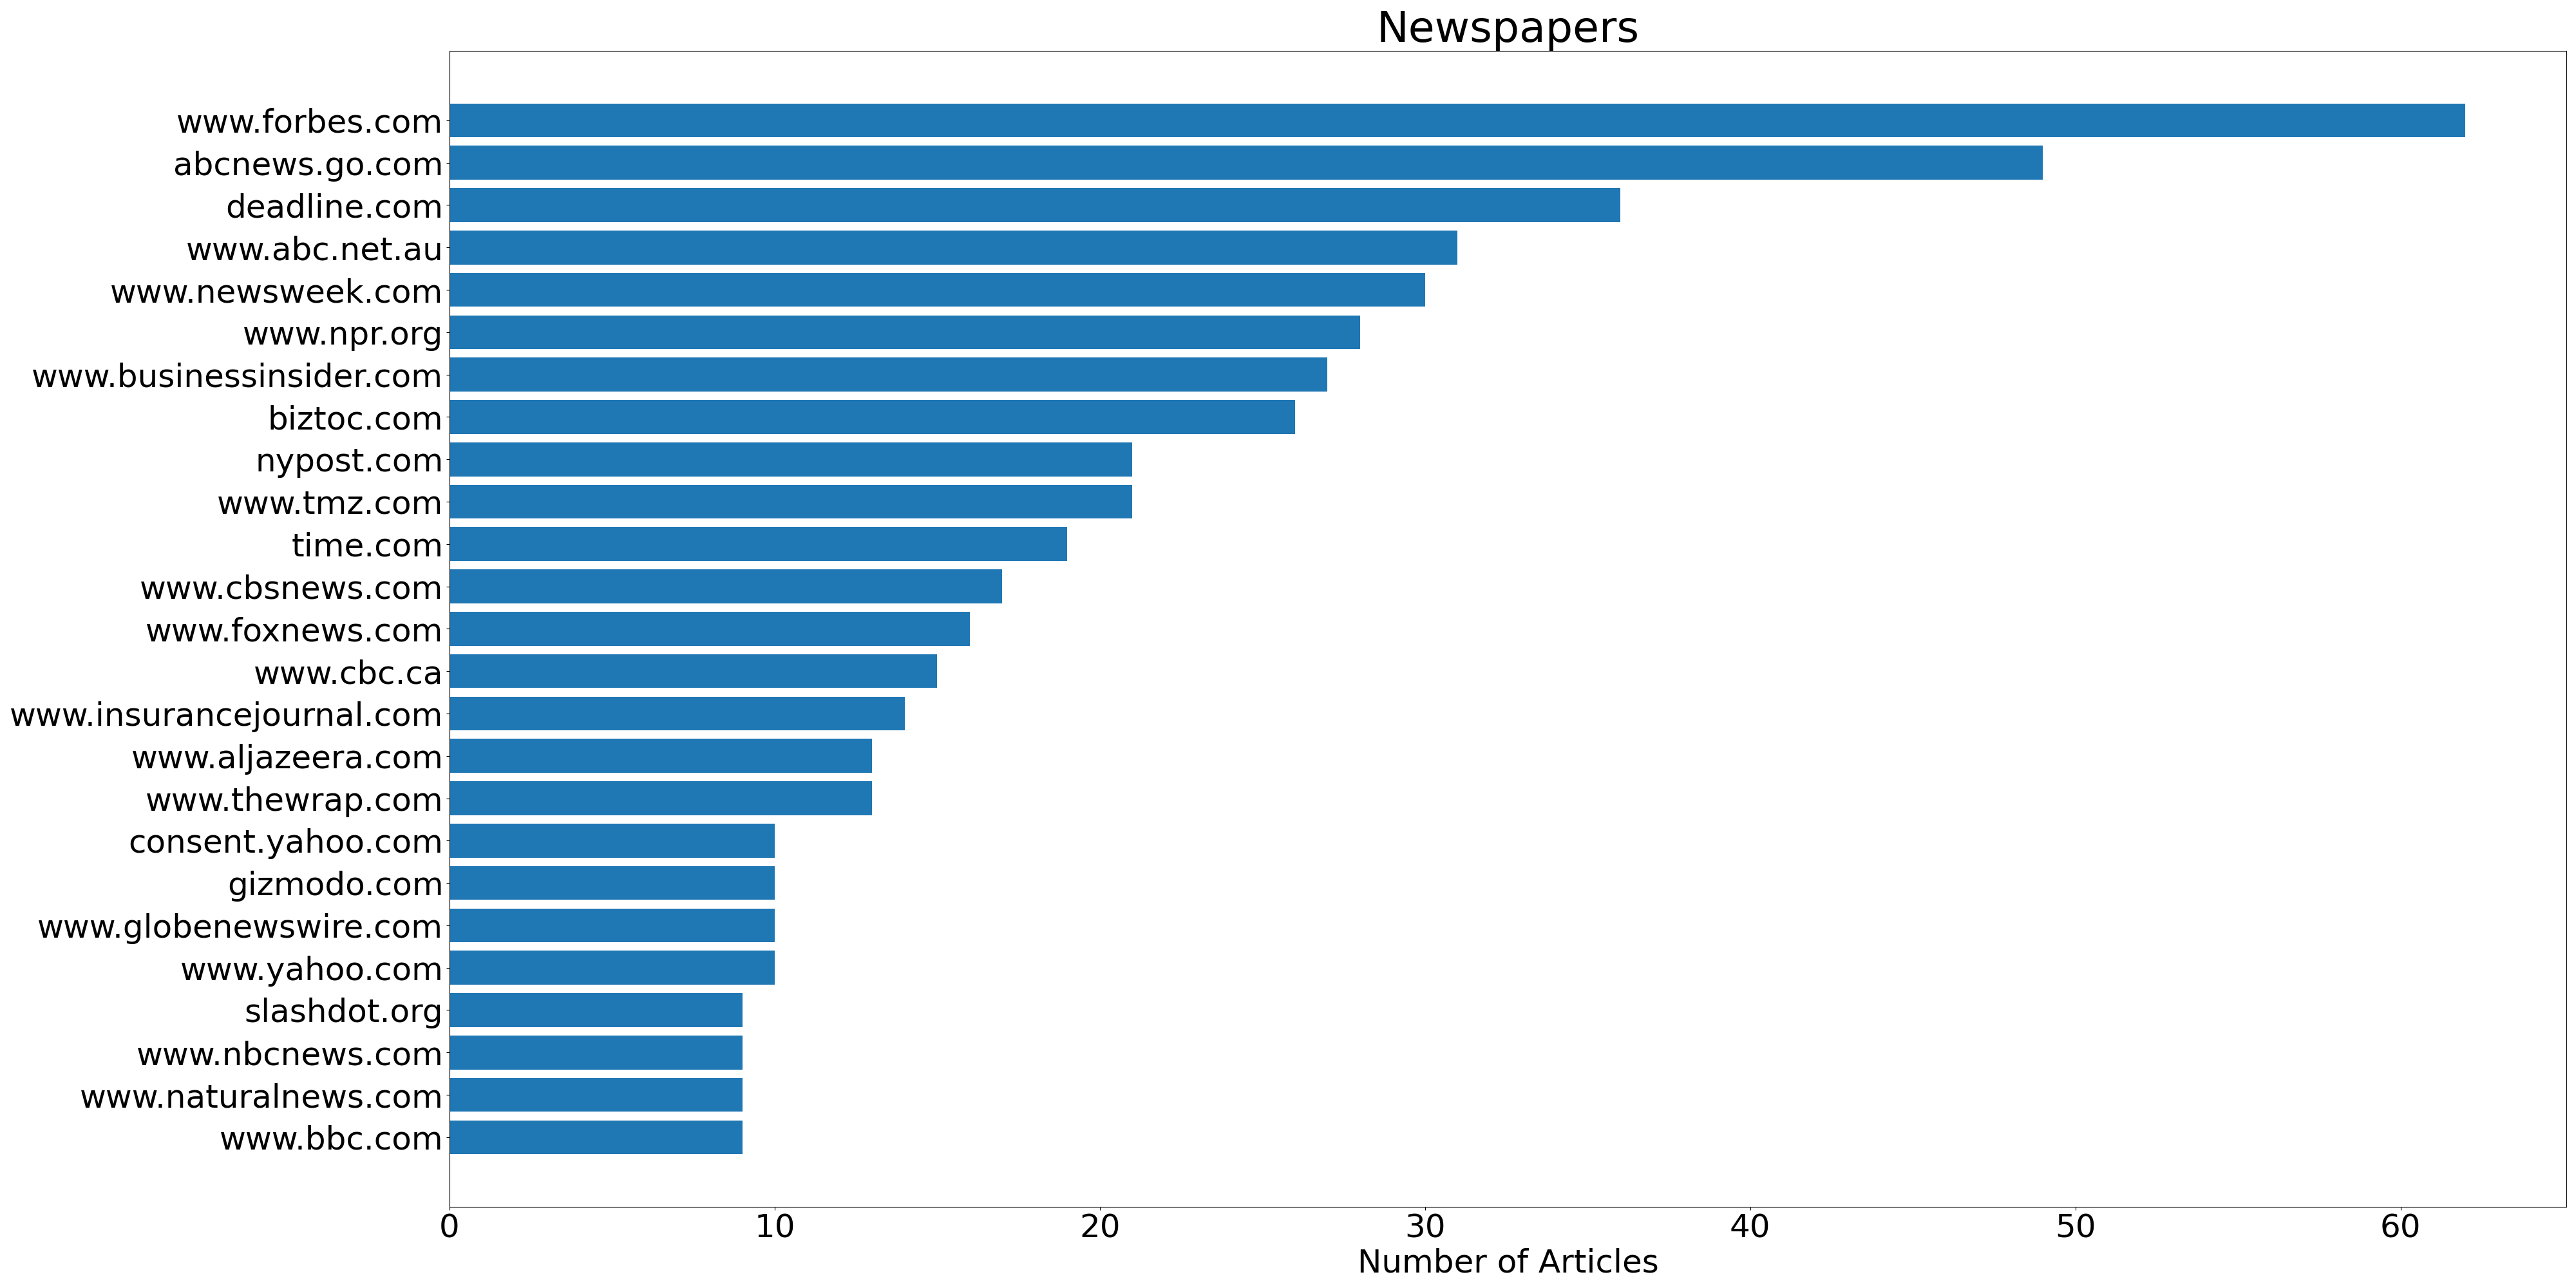 Newspapers
www.forbes.com
abcnews.go.com
deadline.com
www.abc.net.au
www.newsweek.com
www.npr.org
www.businessinsider.com
biztoc.com
nypost.com
www.tmz.com
time.com
www.cbsnews.com
www.foxnews.com
www.cbc.ca
www.insurancejournal.com
www.aljazeera.com
www.thewrap.com
consent.yahoo.com
gizmodo.com
www.globenewswire.com
www.yahoo.com
slashdot.org
www.nbcnews.com
www.naturalnews.com
www.bbc.com
0 10 20 30 40 50 60
Number of Articles